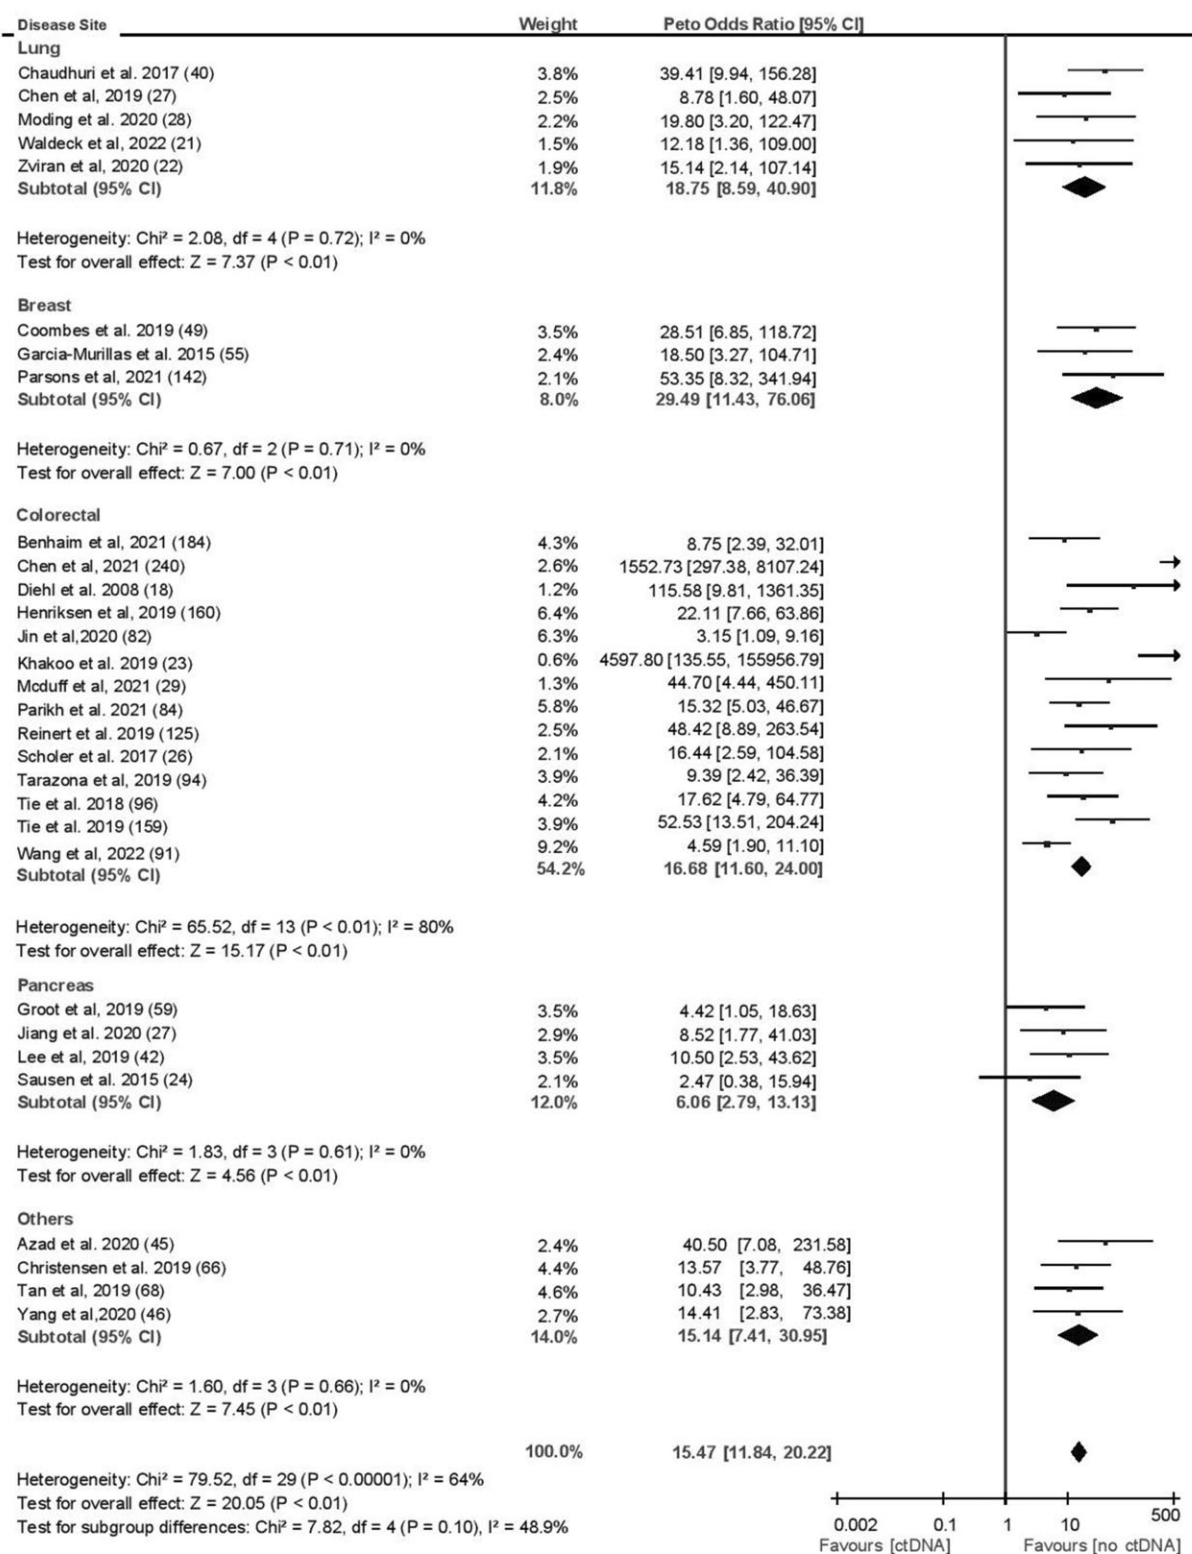 Disease Site Weight Peto Odds Ratio [95% CI]
Lung
Chaudhuri et al. 2017 (40) 3.8% 39.41 [9.94, 156.28]
Chen et al, 2019 (27) 2.5% 8.78 [1.60, 48.07]
Moding et al. 2020 (28) 2.2% 19.80 [3.20, 122.47]
Waldeck et al, 2022 (21) 1.5% 12.18 [1.36, 109.00]
Zviran et al, 2020 (22) 1.9% 15.14 [2.14, 107.14]
Subtotal (95% CI) 11.8% 18.75 [8.59, 40.90]
Heterogeneity: Chi² = 2.08, df = 4 (P = 0.72); I² = 0%
Test for overall effect: Z = 7.37 (P < 0.01)
Breast
Coombes et al. 2019 (49) 3.5% 28.51 [6.85, 118.72]
Garcia-Murillas et al. 2015 (55) 2.4% 18.50 [3.27, 104.71]
Parsons et al, 2021 (142) 2.1% 53.35 [8.32, 341.94]
Subtotal (95% CI) 8.0% 29.49 [11.43, 76.06]
Heterogeneity: Chi² = 0.67, df = 2 (P = 0.71); I² = 0%
Test for overall effect: Z = 7.00 (P < 0.01)
Colorectal
Benhaim et al, 2021 (184) 4.3% 8.75 [2.39, 32.01]
Chen et al, 2021 (240) 2.6% 1552.73 [297.38, 8107.24]
Diehl et al. 2008 (18) 1.2% 115.58 [9.81, 1361.35]
Henriksen et al, 2019 (160) 6.4% 22.11 [7.66, 63.86]
Jin et al,2020 (82) 6.3% 3.15 [1.09, 9.16]
Khakoo et al. 2019 (23) 0.6% 4597.80 [135.55, 155956.79]
Mcduff et al, 2021 (29) 1.3% 44.70 [4.44, 450.11]
Parikh et al. 2021 (84) 5.8% 15.32 [5.03, 46.67]
Reinert et al. 2019 (125) 2.5% 48.42 [8.89, 263.54]
Scholer et al. 2017 (26) 2.1% 16.44 [2.59, 104.58]
Tarazona et al, 2019 (94) 3.9% 9.39 [2.42, 36.39]
Tie et al. 2018 (96) 4.2% 17.62 [4.79, 64.77]
Tie et al. 2019 (159) 3.9% 52.53 [13.51, 204.24]
Wang et al, 2022 (91) 9.2% 4.59 [1.90, 11.10]
Subtotal (95% CI) 54.2% 16.68 [11.60, 24.00]
Heterogeneity: Chi² = 65.52, df = 13 (P < 0.01); I² = 80%
Test for overall effect: Z = 15.17 (P < 0.01)
Pancreas
Groot et al, 2019 (59) 3.5% 4.42 [1.05, 18.63]
Jiang et al. 2020 (27) 2.9% 8.52 [1.77, 41.03]
Lee et al, 2019 (42) 3.5% 10.50 [2.53, 43.62]
Sausen et al. 2015 (24) 2.1% 2.47 [0.38, 15.94]
Subtotal (95% CI) 12.0% 6.06 [2.79, 13.13]
Heterogeneity: Chi² = 1.83, df = 3 (P = 0.61); I² = 0%
Test for overall effect: Z = 4.56 (P < 0.01)
Others
Azad et al. 2020 (45) 2.4% 40.50 [7.08, 231.58]
Christensen et al. 2019 (66) 4.4% 13.57 [3.77, 48.76]
Tan et al, 2019 (68) 4.6% 10.43 [2.98, 36.47]
Yang et al,2020 (46) 2.7% 14.41 [2.83, 73.38]
Subtotal (95% CI) 14.0% 15.14 [7.41, 30.95]
Heterogeneity: Chi² = 1.60, df = 3 (P = 0.66); I² = 0%
Test for overall effect: Z = 7.45 (P < 0.01)
100.0% 15.47 [11.84, 20.22]
Heterogeneity: Chi² = 79.52, df = 29 (P < 0.00001); I² = 64%
Test for overall effect: Z = 20.05 (P < 0.01)
Test for subgroup differences: Chi² = 7.82, df = 4 (P = 0.10), I² = 48.9%
0.002 0.1 1 10 500
Favours [ctDNA] Favours [no ctDNA]